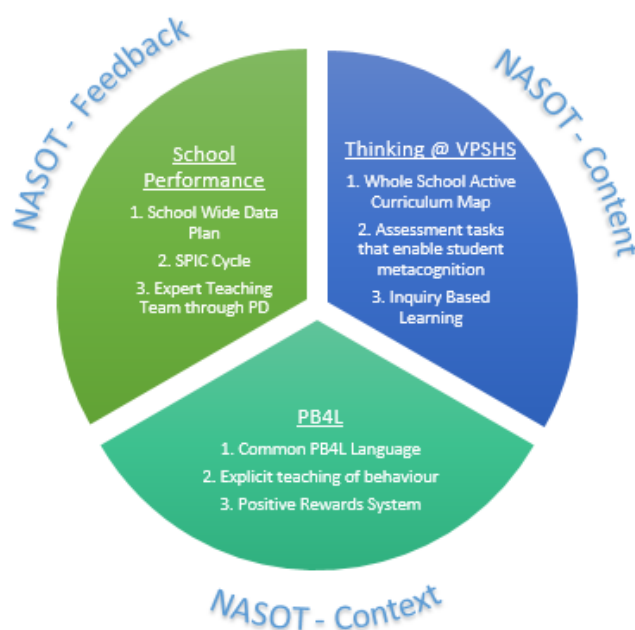 NASOT - Feedback
School
Performance
1. School Wide Data
Plan
2. SPIC Cycle
3. Expert Teaching
Team through PD
NASOT - Content
Thinking @ VPSHS
1. Whole School Active
Curriculum Map
2. Assessment tasks
that enable student
metacognition
3. Inquiry Based
Learning
PB4L
1. Common PB4L Language
2. Explicit teaching of behaviour
3. Positive Rewards System
NASOT - Context